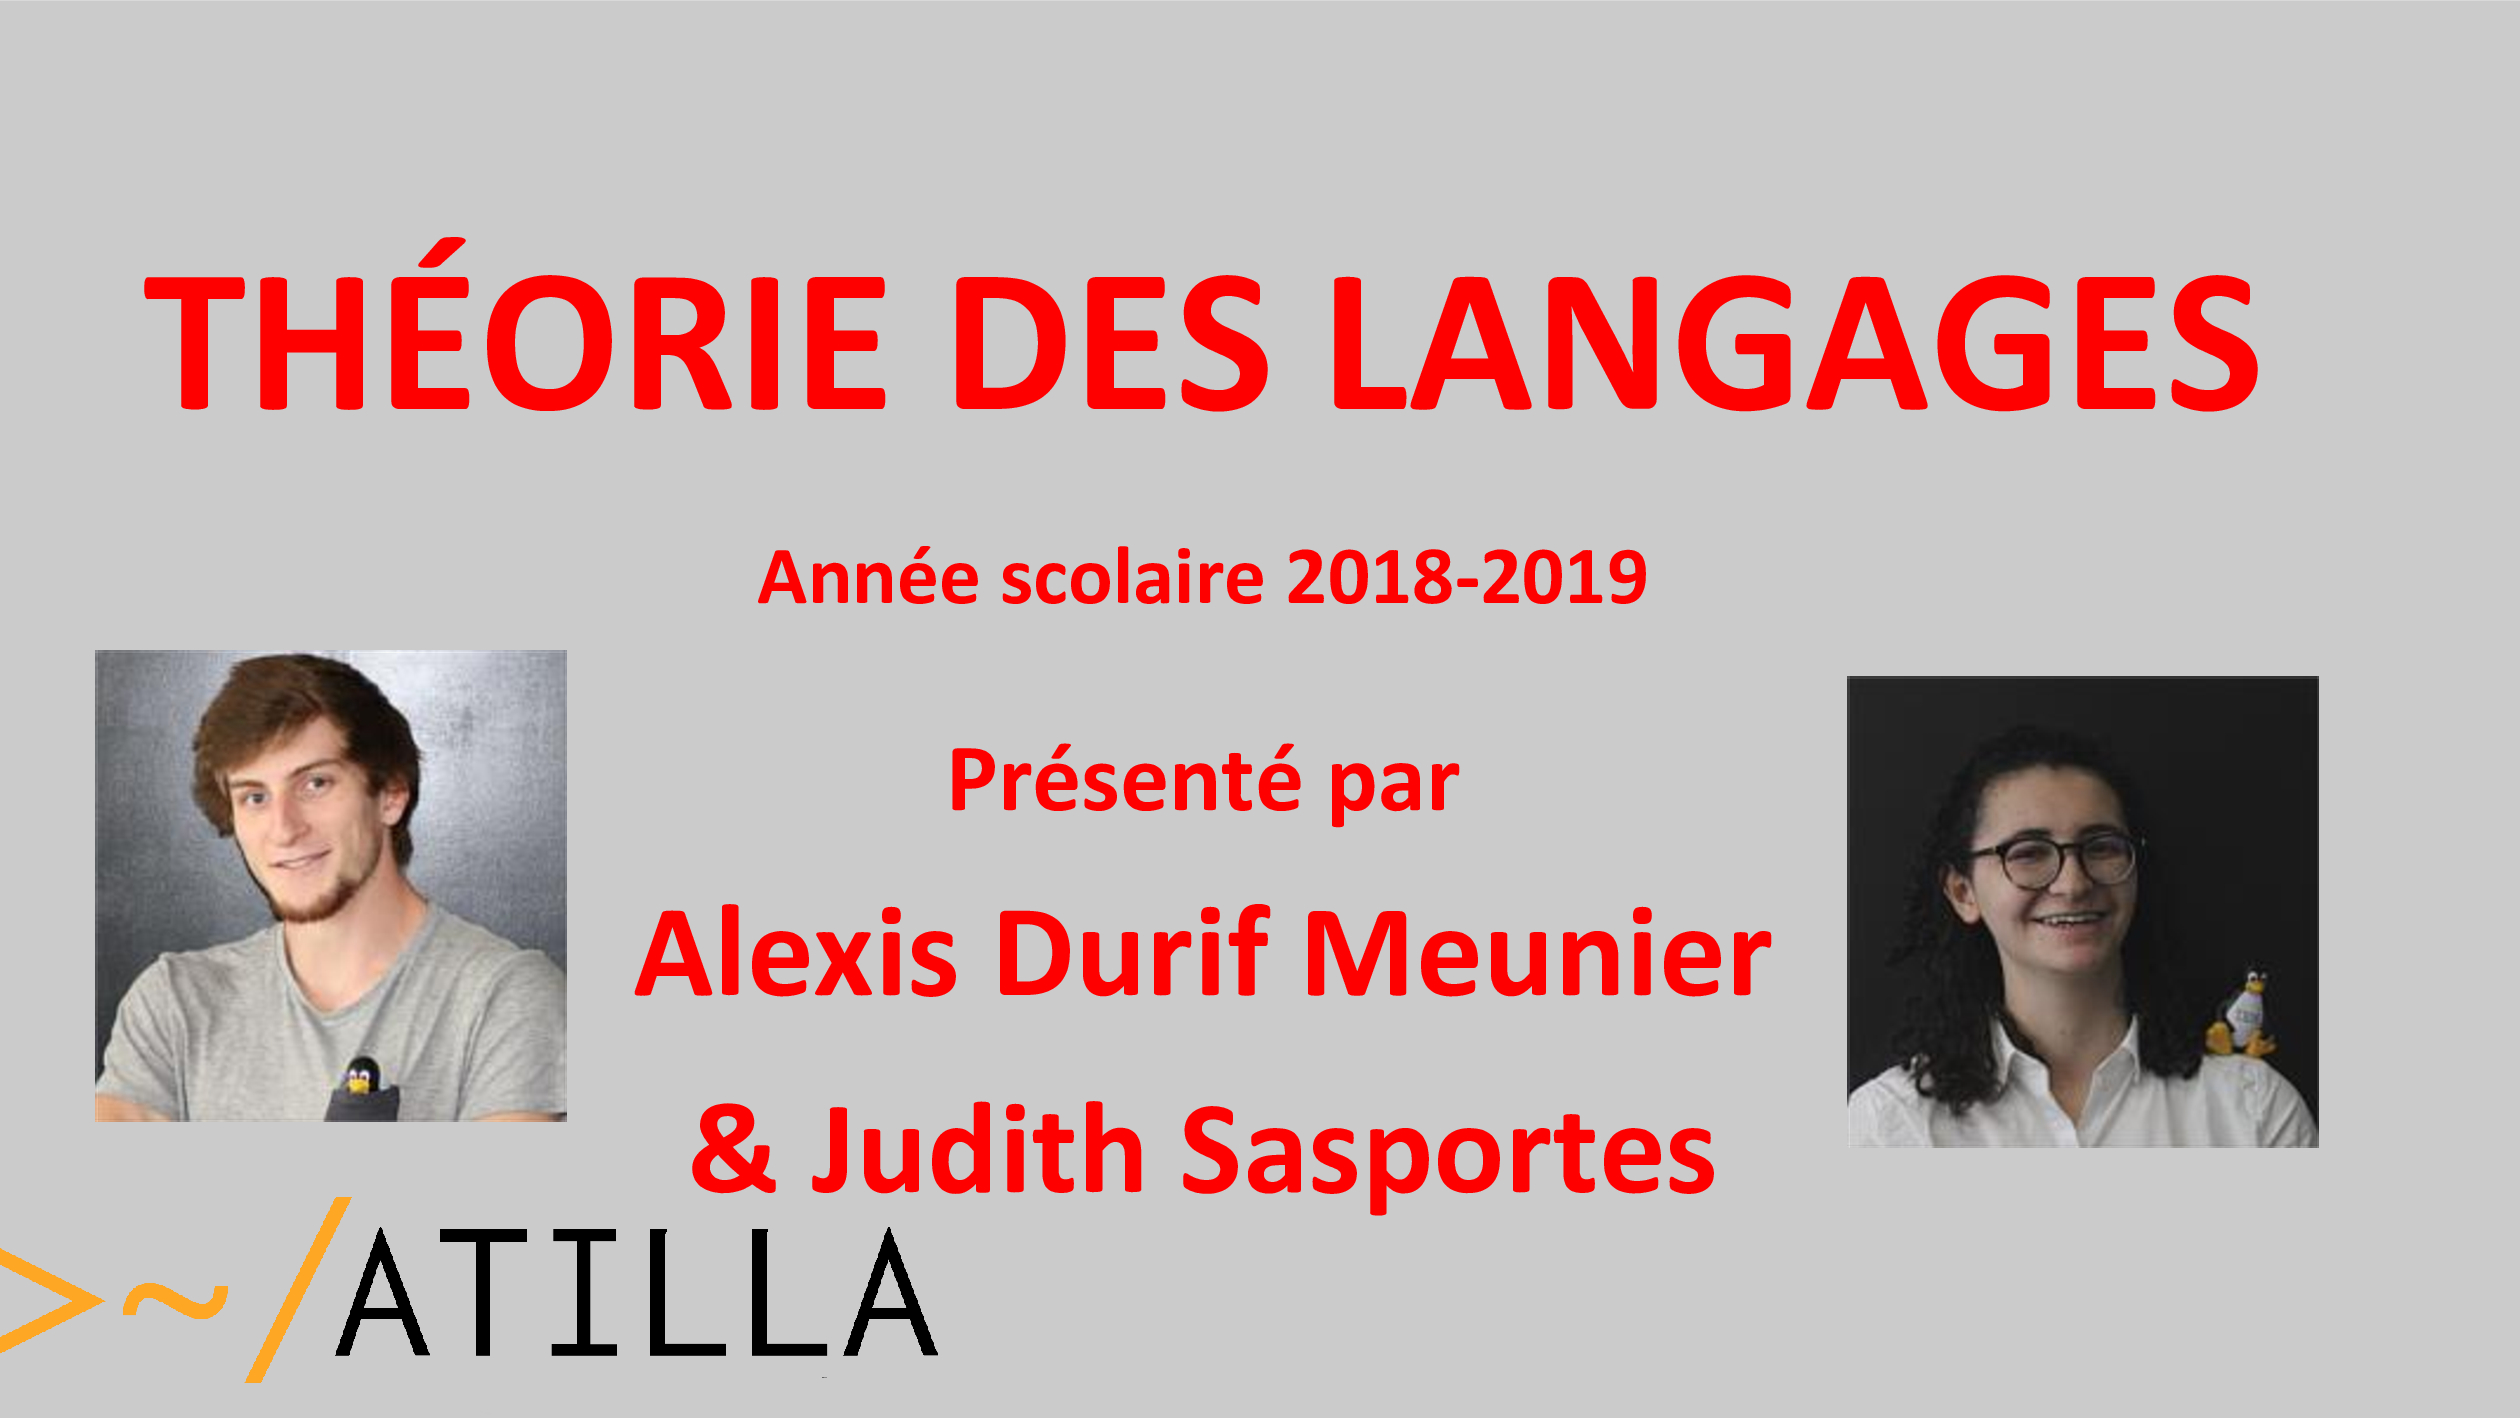 THÉORIE DES LANGAGES
Année scolaire 2018-2019
Présenté par
Alexis Durif Meunier
& Judith Sasportes
>~/ATILLA